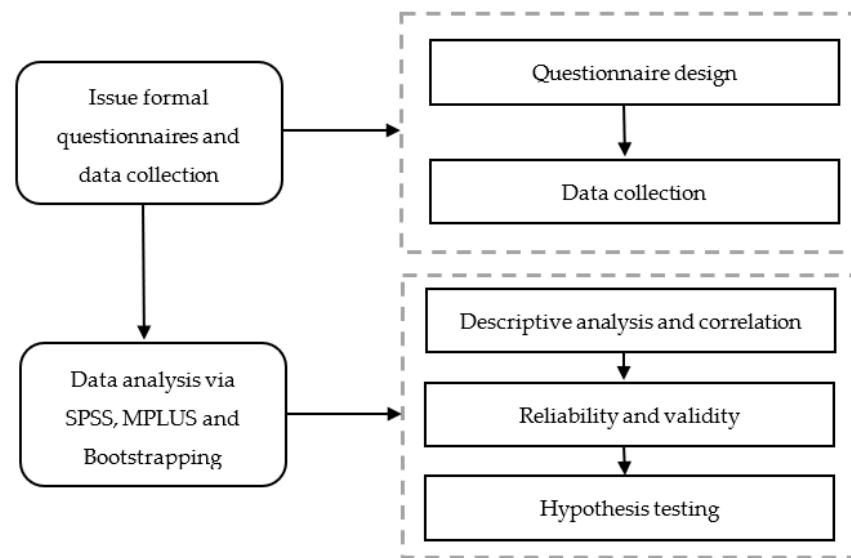 Issue formal
questionnaires and
data collection
Questionnaire design
Data collection
Data analysis via
SPSS, MPLUS and
Bootstrapping
Descriptive analysis and correlation
Reliability and validity
Hypothesis testing